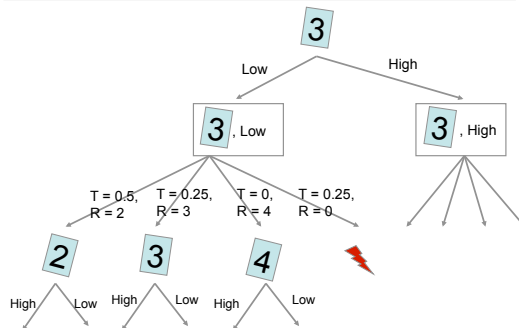 3
Low
High
3 , Low
3 , High
T = 0.5,
R = 2
T = 0.25,
R = 3
T = 0,
R = 4
T = 0.25,
R = 0
2
3
4
High
Low
High
Low
High
Low